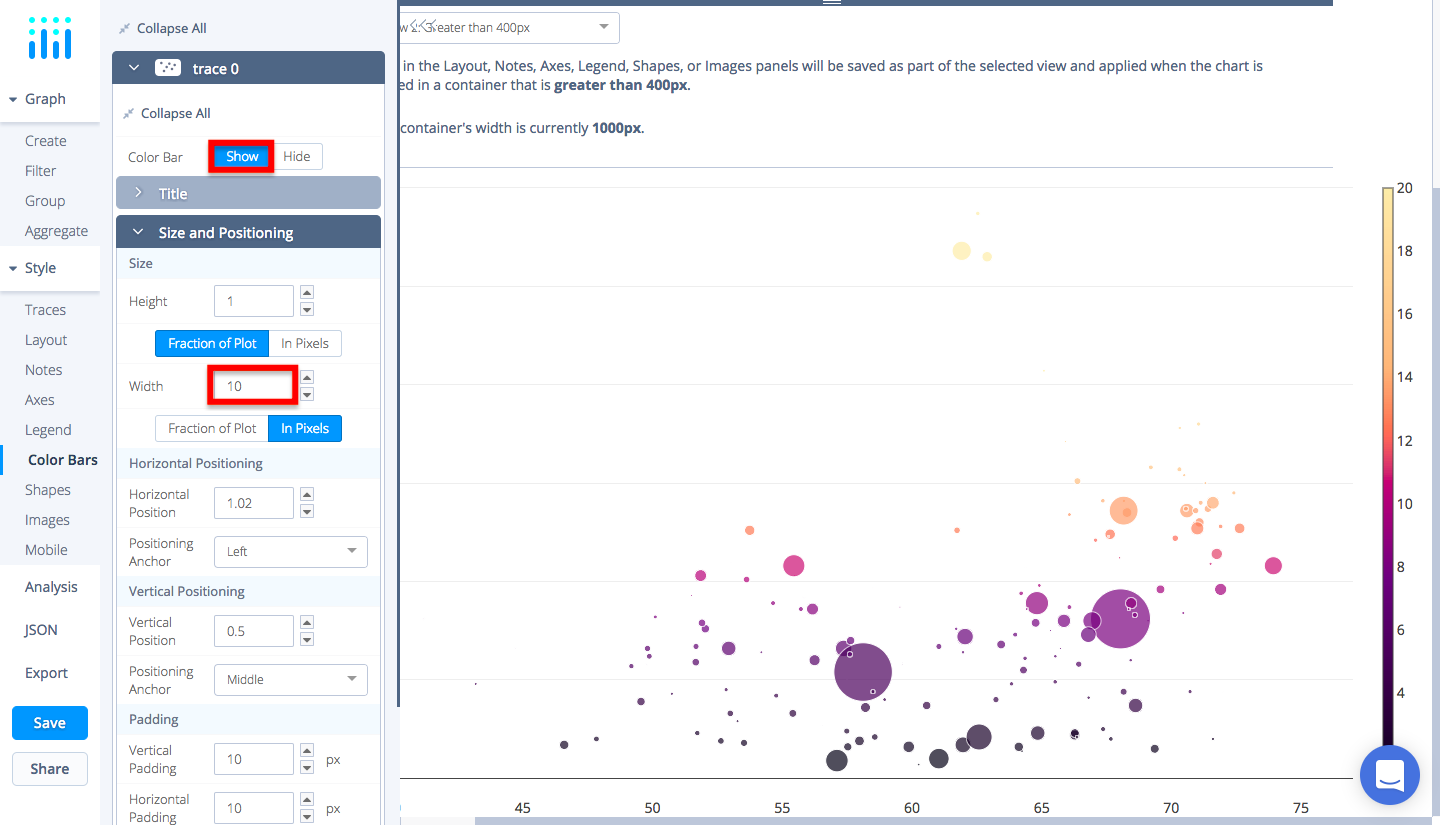 Graph
Create
Filter
Group
Aggregate
Style
Traces
Layout
Notes
Axes
Legend
Color Bars
Shapes
Images
Mobile
Analysis
JSON
Export
Save
Share
Collapse All
trace 0
Collapse All
Color Bar Show Hide
Title
Size and Positioning
Size
Height 1
Fraction of Plot In Pixels
Width 10
Fraction of Plot In Pixels
Horizontal Positioning
Horizontal
Position 1.02
Positioning
Anchor Left
Vertical Positioning
Vertical
Position 0.5
Positioning
Anchor Middle
Padding
Vertical
Padding 10 px
Horizontal
Padding 10 px
Greater than 400px
in the Layout, Notes, Axes, Legend, Shapes, or Images panels will be saved as part of the selected view and applied when the chart is
ed in a container that is greater than 400px.
container's width is currently 1000px.
20
18
16
14
12
10
8
6
4
45 50 55 60 65 70 75